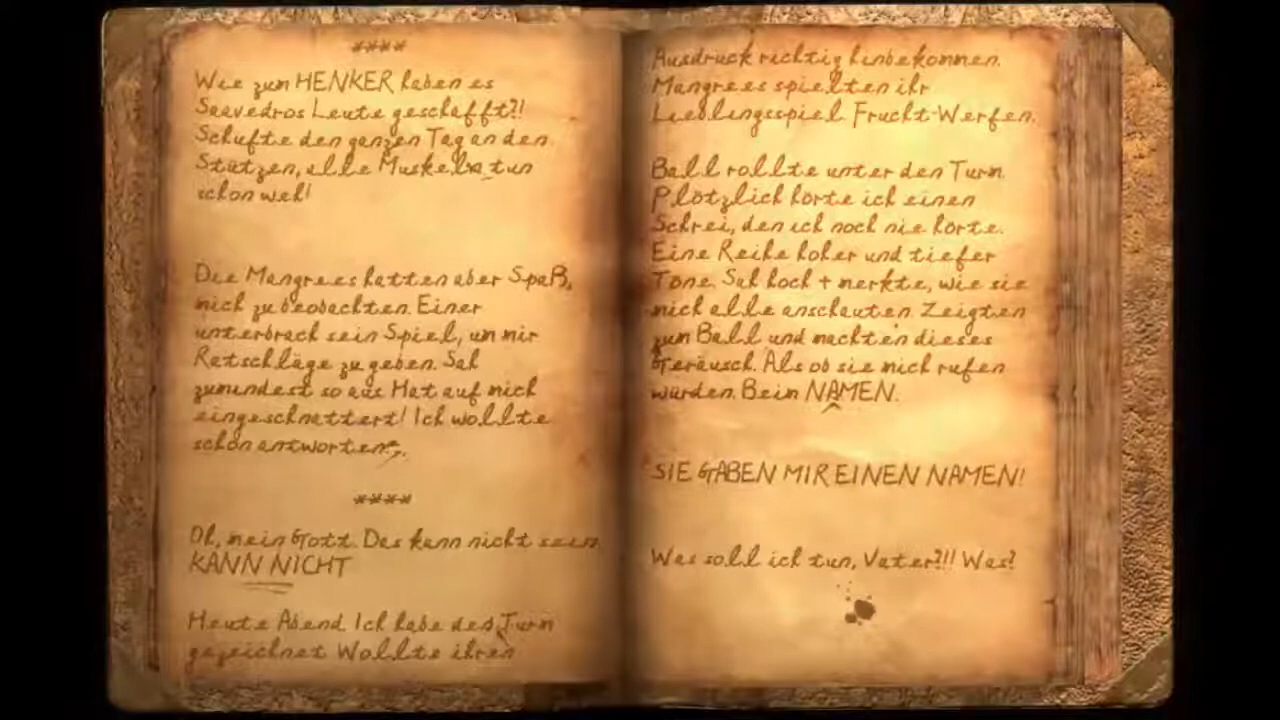 ****
Wie zum HENKER haben es
Saavedros Leute geschafft?!
Schufte den ganzen Tag an den
Stützen, alle Muskeln tun
schon weh!
Die Mangrees hatten aber Spaß,
mich zu beobachten. Einer
unterbrach sein Spiel, um mir
Ratschläge zu geben. Sah
zumindest so aus. Hat auf mich
eingeschnattert! Ich wollte
schon antworten,
****
Oh, mein Gott. Das kann nicht sein
KANN NICHT
Heute Abend. Ich habe den Turm
gezeichnet. Wollte ihren
Ausdruck richtig hinbekommen.
Mangrees spielten ihr
Lieblingsspiel Frucht-Werfen.
Ball rollte unter den Turm.
Plötzlich hörte ich einen
Schrei, den ich noch nie hörte.
Eine Reihe hoher und tiefer
Töne. Sah hoch + merkte, wie sie
mich alle anschauten. Zeigten
zum Ball und machten dieses
Geräusch. Als ob sie mich rufen
würden. Beim NAMEN.
SIE GABEN MIR EINEN NAMEN!
Was soll ich tun, Vater?!! Was?